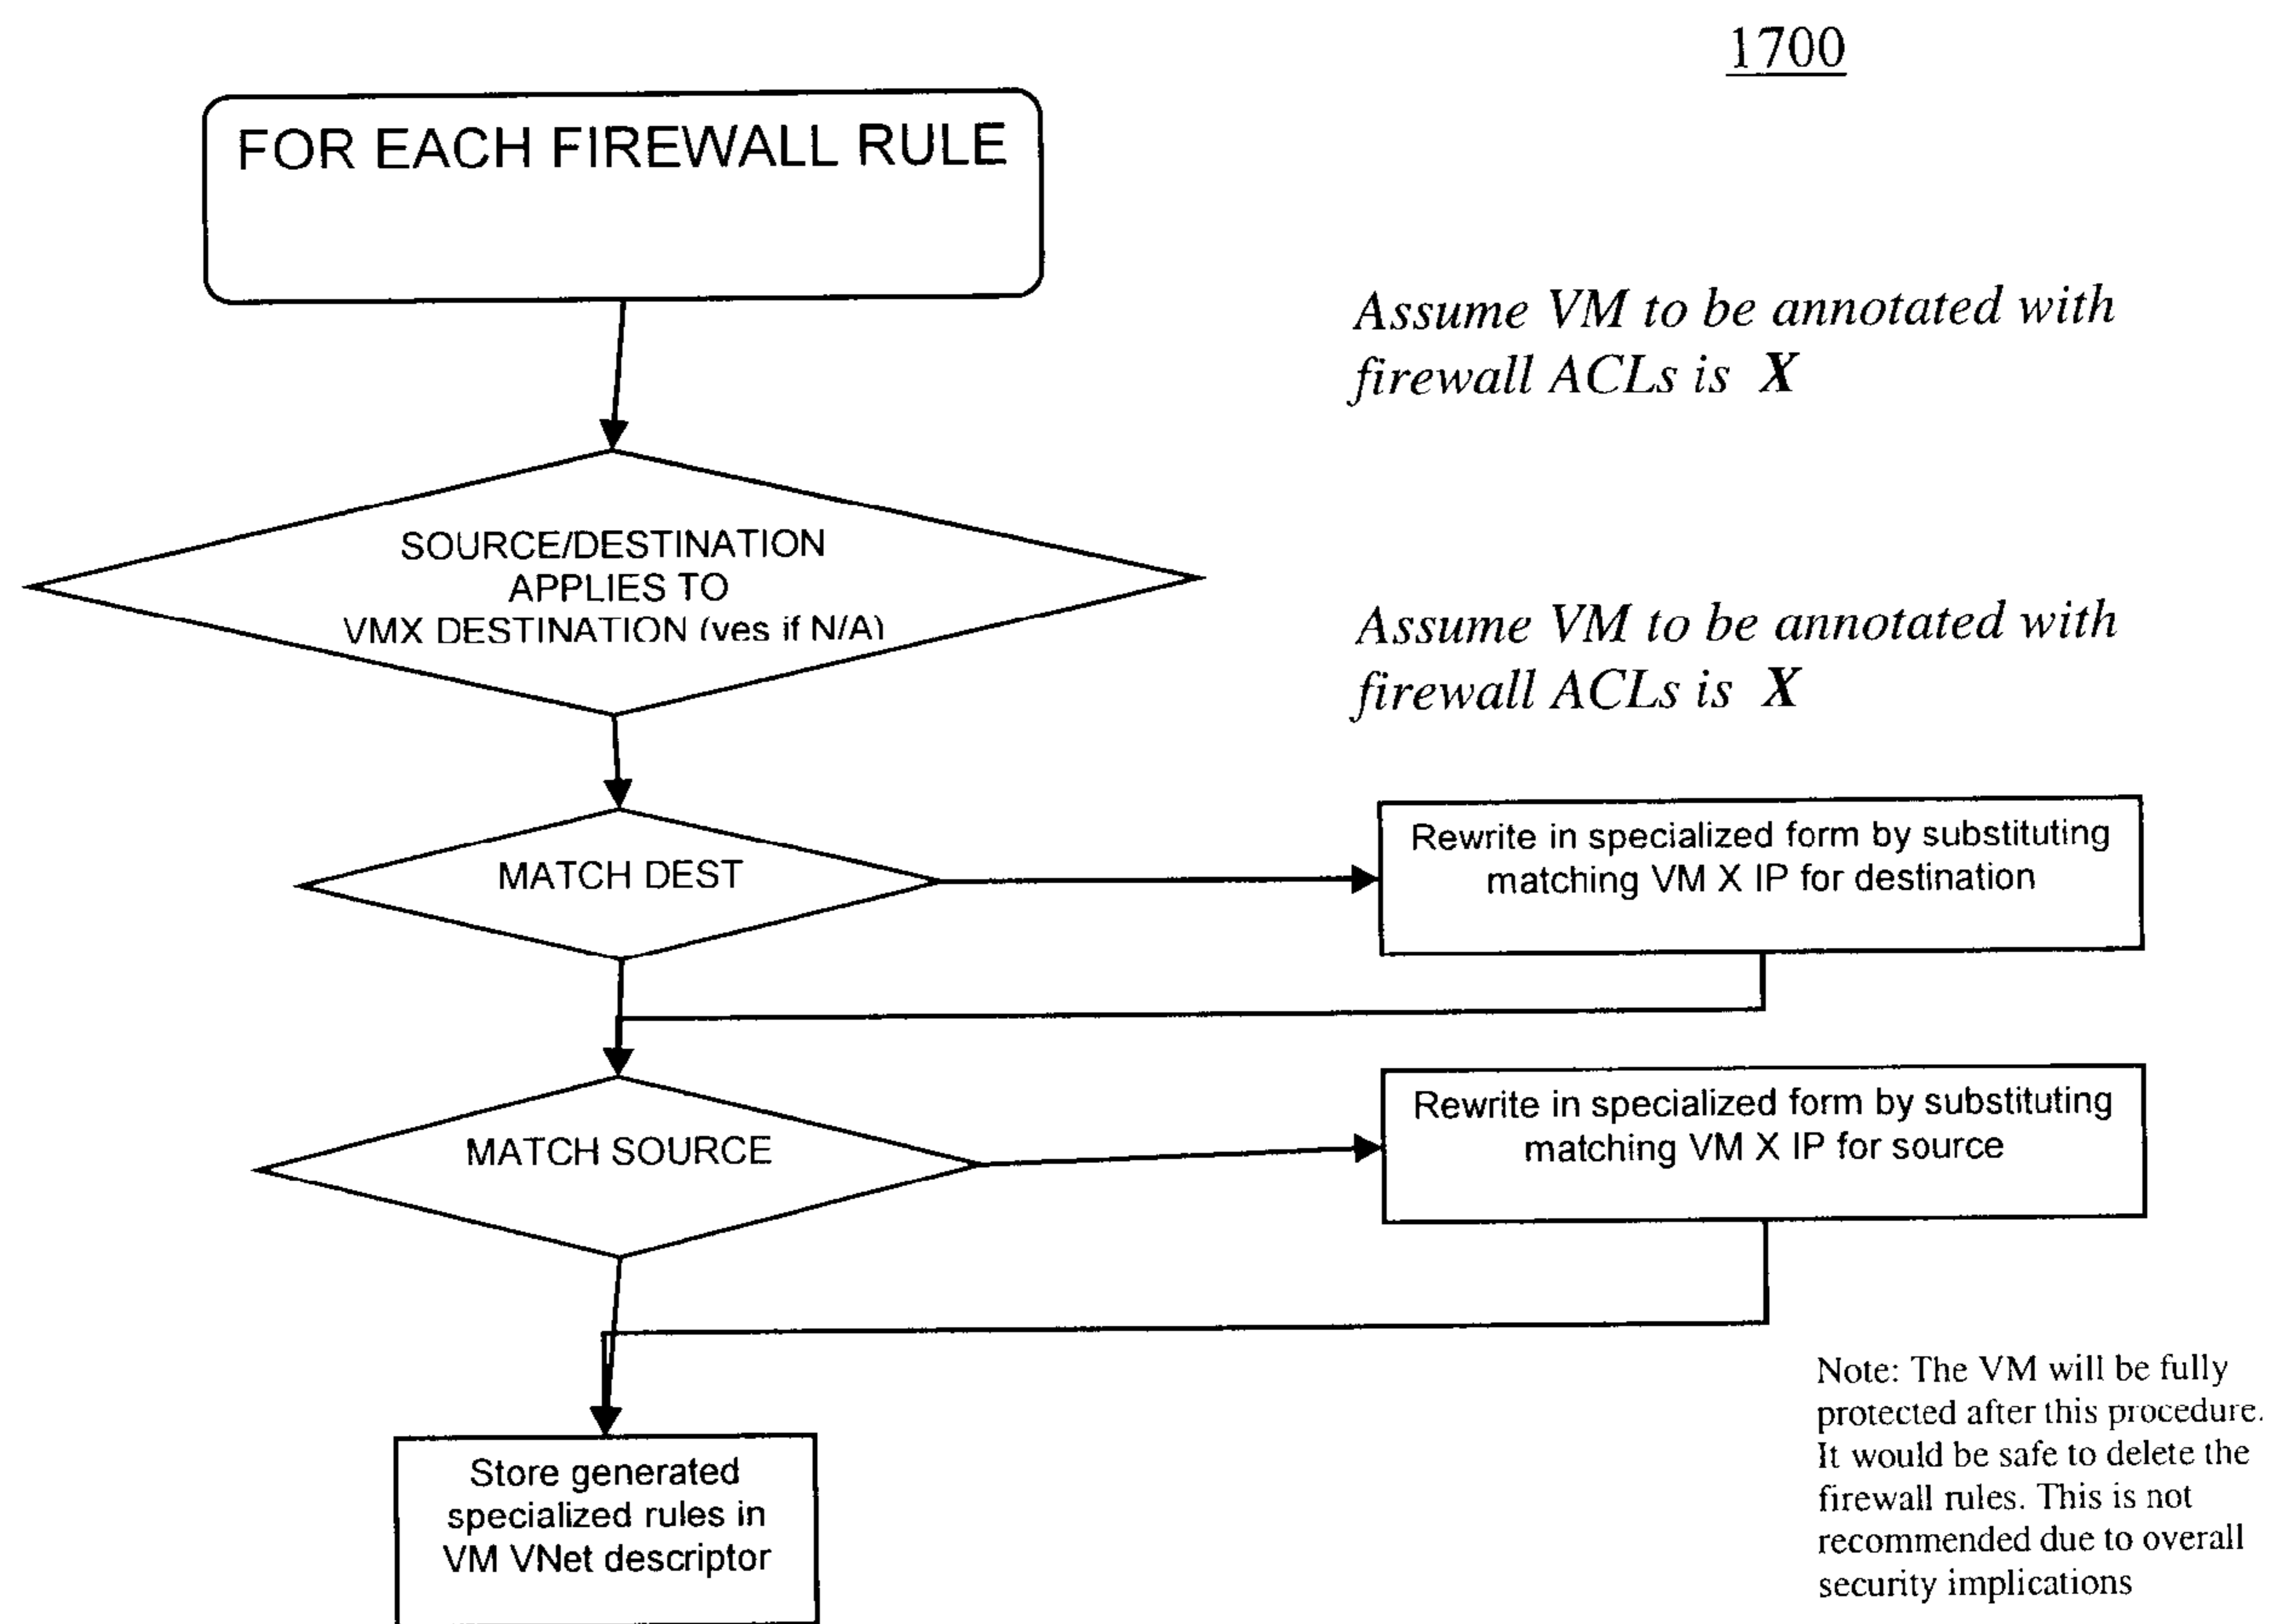 1700
FOR EACH FIREWALL RULE
Assume VM to be annotated with
firewall ACLs is X
SOURCE/DESTINATION
APPLIES TO
VMX DESTINATION (yes if N/A)
Assume VM to be annotated with
firewall ACLs is X
MATCH DEST
Rewrite in specialized form by substituting
matching VM X IP for destination
MATCH SOURCE
Rewrite in specialized form by substituting
matching VM X IP for source
Store generated
specialized rules in
VM VNet descriptor
Note: The VM will be fully
protected after this procedure.
It would be safe to delete the
firewall rules. This is not
recommended due to overall
security implications